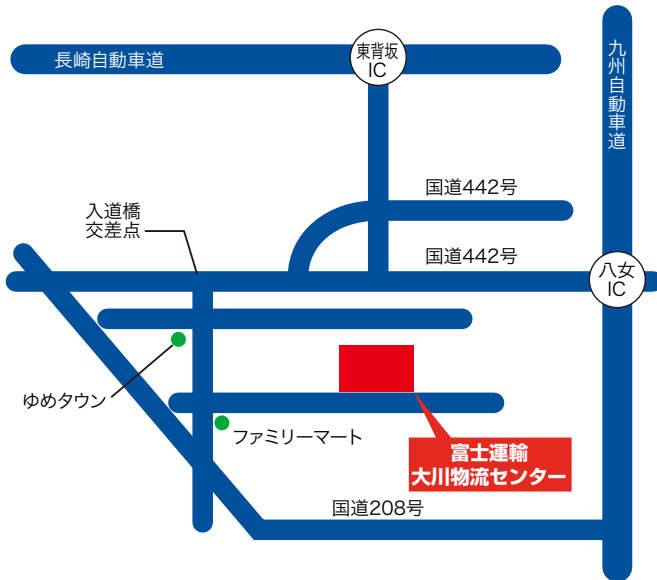 東背坂
IC
長崎自動車道
九州自動車道
国道442号
入道橋
交差点
国道442号
八女
IC
ゆめタウン
ファミリーマート
富士運輸
大川物流センター
国道208号